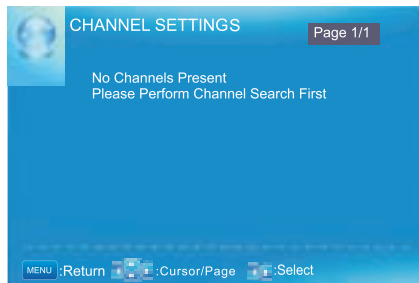 CHANNEL SETTINGS
Page 1/1
No Channels Present
Please Perform Channel Search First
MENU :Return :Cursor/Page :Select